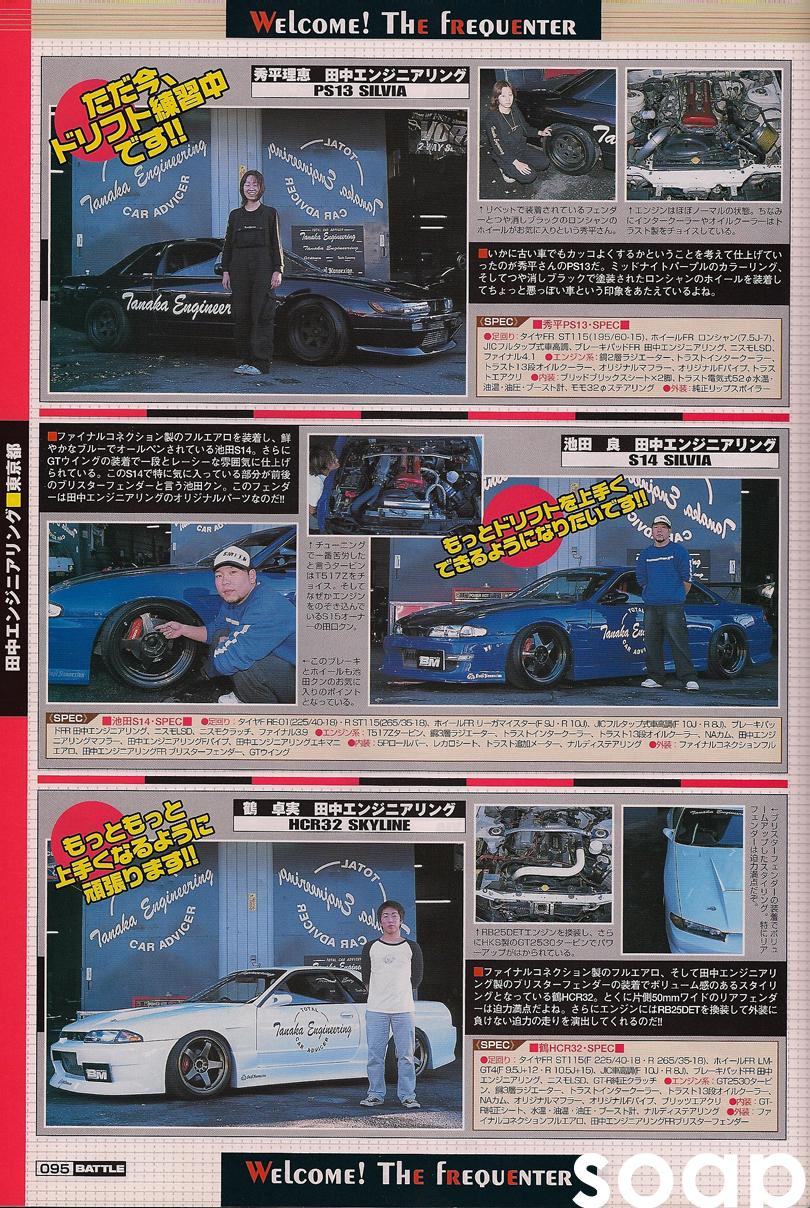 WELCOME! THE FREQUENTER
ただ今、
ドリフト練習中
です!!
秀平理恵 田中エンジニアリング
PS13 SILVIA
Tanaka Engineering
CAR ADVICER
TOTAL
Tanaka Engineer
↑リベットで装着されているフェンダ
ーとつや消しブラックのロンシャンの
ホイールがお気に入りという秀平さん。
↑エンジンはほぼノーマルの状態。ちなみ
にインタークーラーやオイルクーラーはト
ラスト製をチョイスしている。
■いかに古い車でもカッコよくするかということを考えて仕上げてい
ったのが秀平さんのPS13だ。ミッドナイトパープルのカラーリング、
そしてつや消しブラックで塗装されたロンシャンのホイールを装着し
てちょっと悪っぽい車という印象をあたえているよね。
SPEC ■秀平PS13・SPEC■
●足回り:タイヤFR ST115(195/60-15)、ホイールFR ロンシャン(7.5J-7)、
JICフルタップ式車高調、ブレーキパッドFR 田中エンジニアリング、ニスモLSD、
ファイナル4.1 ●エンジン系:銅2層ラジエーター、トラストインタークーラー、
トラスト13段オイルクーラー、オリジナルマフラー、オリジナルFパイプ、トラス
トエアクリ ●内装:ブリッドブリックスシート×2脚、トラスト電気式52φ水温・
油温・油圧・ブースト計、モモ32φステアリング ●外装:純正リップスポイラー
■ファイナルコネクション製のフルエアロを装着し、鮮
やかなブルーでオールペンされている池田S14。さらに
GTウイングの装着で一段とレーシーな雰囲気に仕上げ
られている。このS14で特に気に入っている部分が前後
のブリスターフェンダーと言う池田クン。このフェンダ
ーは田中エンジニアリングのオリジナルパーツなのだ!!
池田 良 田中エンジニアリング
S14 SILVIA
もっとドリフトを上手く
できるようになりたいです!!
↑チューニング
で一番苦労した
と言うタービン
はT517Zをチ
ョイス。そして
なぜかエンジン
をのぞき込んで
いるS15オーナ
ーの田口クン。
←このブレーキ
とホイールも池
田クンのお気に
入りのポイント
となっている。
SPEC ■池田S14・SPEC■ ●足回り:タイヤF RE-01(225/40-18)・R ST115(265/35-18)、ホイールFR リーガマイスター(F 9J・R 10J)、JICフルタップ式車高調(F 10J・R 8J)、ブレーキパッ
ドFR 田中エンジニアリング、ニスモLSD、ニスモクラッチ、ファイナル3.9 ●エンジン系:T517Zタービン、銅3層ラジエーター、トラストインタークーラー、トラスト13段オイルクーラー、NAカム、田中エンジ
ニアリングマフラー、田中エンジニアリングFパイプ、田中エンジニアリングエキマニ ●内装:5Pロールバー、レカロシート、トラスト追加メーター、ナルディステアリング ●外装:ファイナルコネクションフル
エアロ、田中エンジニアリングFR ブリスターフェンダー、GTウイング
田中エンジニアリング■東京都
もっともっと
上手くなるように
頑張ります!!
鶴 卓実 田中エンジニアリング
HCR32 SKYLINE
Tanaka Engineering
CAR ADVICER
TOTAL
Tanaka Engineering
CAR ADVICER
↑RB25DETエンジンを換装し、さら
にHKS製のGT2530タービンでパワ
ーアップがはかられている。
←ブリスターフェンダーの装着でボリュ
ームアップしたスタイリング。特にリア
フェンダーは迫力満点だぞ。
■ファイナルコネクション製のフルエアロ、そして田中エンジニアリン
グ製のブリスターフェンダーの装着でボリューム感のあるスタイリ
ングとなっている鶴HCR32。とくに片側50mmワイドのリアフェンダ
ーは迫力満点だよね。さらにエンジンにはRB25DETを換装して外装に
負けない迫力の走りを演出してくれるのだ!!
SPEC ■鶴HCR32・SPEC■
●足回り:タイヤFR ST115(F 225/40-18・R 265/35-18)、ホイールFR LM-
GT4(F 9.5J+12・R 10.5J+15)、JIC車高調(F 10J・R 8J)、ブレーキパッドFR 田中
エンジニアリング、ニスモLSD、GT-R純正クラッチ ●エンジン系:GT2530タービ
ン、銅3層ラジエター、トラストインタークーラー、トラスト13段オイルクーラー、
NAカム、オリジナルマフラー、オリジナルFパイプ、ブリッツエアクリ ●内装:GT-
R純正シート、水温・油温・油圧・ブースト計、ナルディステアリング ●外装:ファ
イナルコネクションフルエアロ、田中エンジニアリングFRブリスターフェンダー
095 BATTLE
WELCOME! THE FREQUENTER
soap